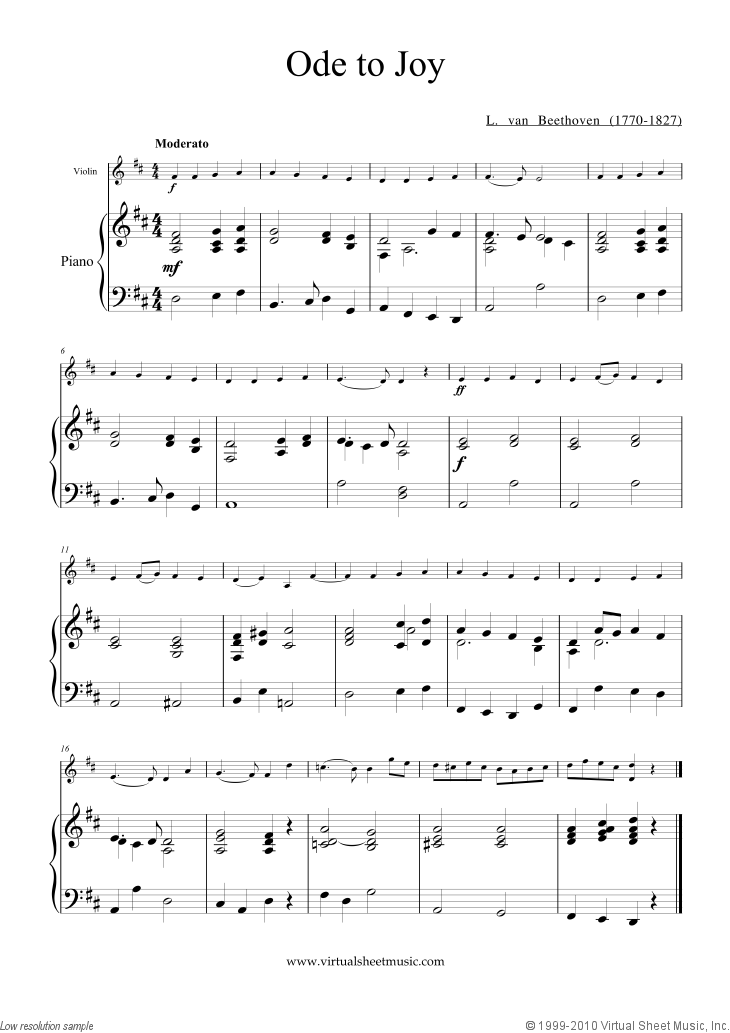 Ode to Joy
L. van Beethoven (1770-1827)
Moderato
Violin
f
Piano
mf
6
ff
f
11
16
www.virtualsheetmusic.com
Low resolution sample
©1999-2010 Virtual Sheet Music, Inc.